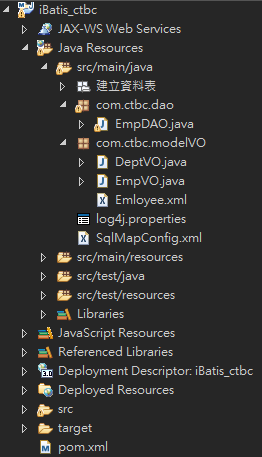 iBatis_ctbc
JAX-WS Web Services
Java Resources
src/main/java
建立資料表
com.ctbc.dao
EmpDAO.java
com.ctbc.modelVO
DeptVO.java
EmpVO.java
Emloyee.xml
log4j.properties
SqlMapConfig.xml
src/main/resources
src/test/java
src/test/resources
Libraries
JavaScript Resources
Referenced Libraries
Deployment Descriptor: iBatis_ctbc
Deployed Resources
src
target
pom.xml